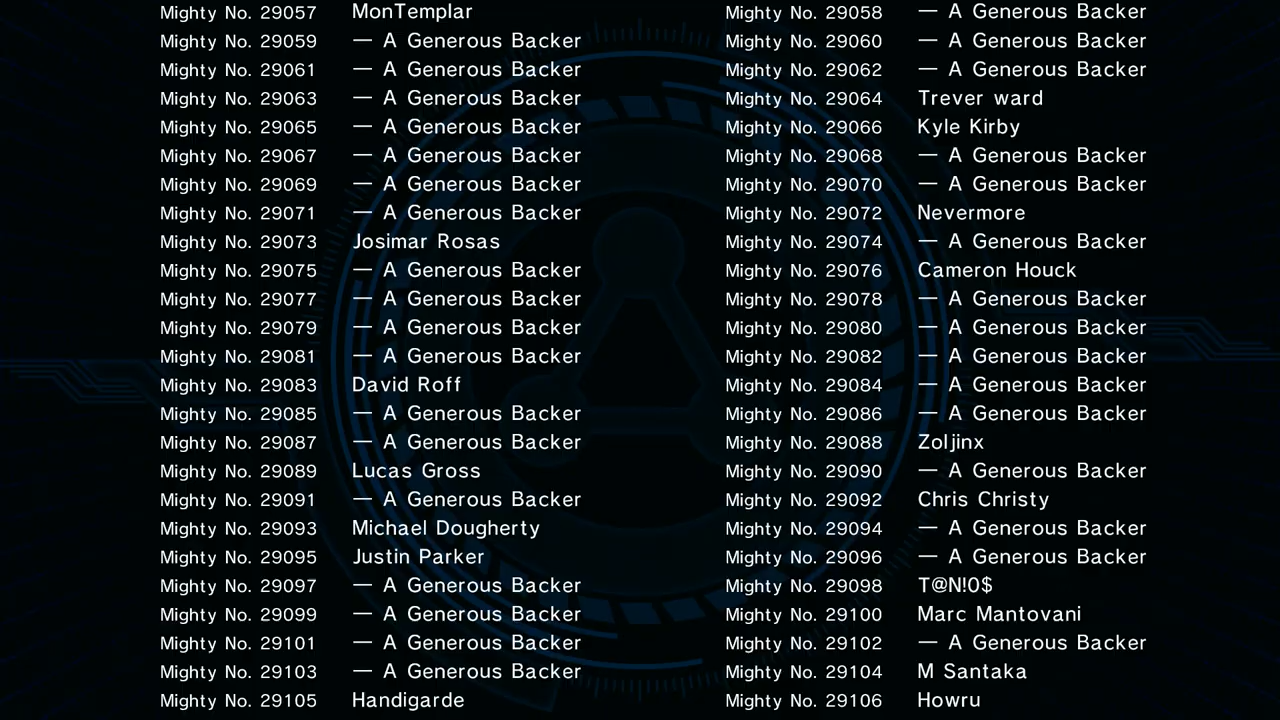 Mighty No. 29057 MonTemplar Mighty No. 29058 — A Generous Backer
Mighty No. 29059 — A Generous Backer Mighty No. 29060 — A Generous Backer
Mighty No. 29061 — A Generous Backer Mighty No. 29062 — A Generous Backer
Mighty No. 29063 — A Generous Backer Mighty No. 29064 Trever ward
Mighty No. 29065 — A Generous Backer Mighty No. 29066 Kyle Kirby
Mighty No. 29067 — A Generous Backer Mighty No. 29068 — A Generous Backer
Mighty No. 29069 — A Generous Backer Mighty No. 29070 — A Generous Backer
Mighty No. 29071 — A Generous Backer Mighty No. 29072 Nevermore
Mighty No. 29073 Josimar Rosas Mighty No. 29074 — A Generous Backer
Mighty No. 29075 — A Generous Backer Mighty No. 29076 Cameron Houck
Mighty No. 29077 — A Generous Backer Mighty No. 29078 — A Generous Backer
Mighty No. 29079 — A Generous Backer Mighty No. 29080 — A Generous Backer
Mighty No. 29081 — A Generous Backer Mighty No. 29082 — A Generous Backer
Mighty No. 29083 David Roff Mighty No. 29084 — A Generous Backer
Mighty No. 29085 — A Generous Backer Mighty No. 29086 — A Generous Backer
Mighty No. 29087 — A Generous Backer Mighty No. 29088 Zoljinx
Mighty No. 29089 Lucas Gross Mighty No. 29090 — A Generous Backer
Mighty No. 29091 — A Generous Backer Mighty No. 29092 Chris Christy
Mighty No. 29093 Michael Dougherty Mighty No. 29094 — A Generous Backer
Mighty No. 29095 Justin Parker Mighty No. 29096 — A Generous Backer
Mighty No. 29097 — A Generous Backer Mighty No. 29098 T@N!0$
Mighty No. 29099 — A Generous Backer Mighty No. 29100 Marc Mantovani
Mighty No. 29101 — A Generous Backer Mighty No. 29102 — A Generous Backer
Mighty No. 29103 — A Generous Backer Mighty No. 29104 M Santaka
Mighty No. 29105 Handigarde Mighty No. 29106 Howru